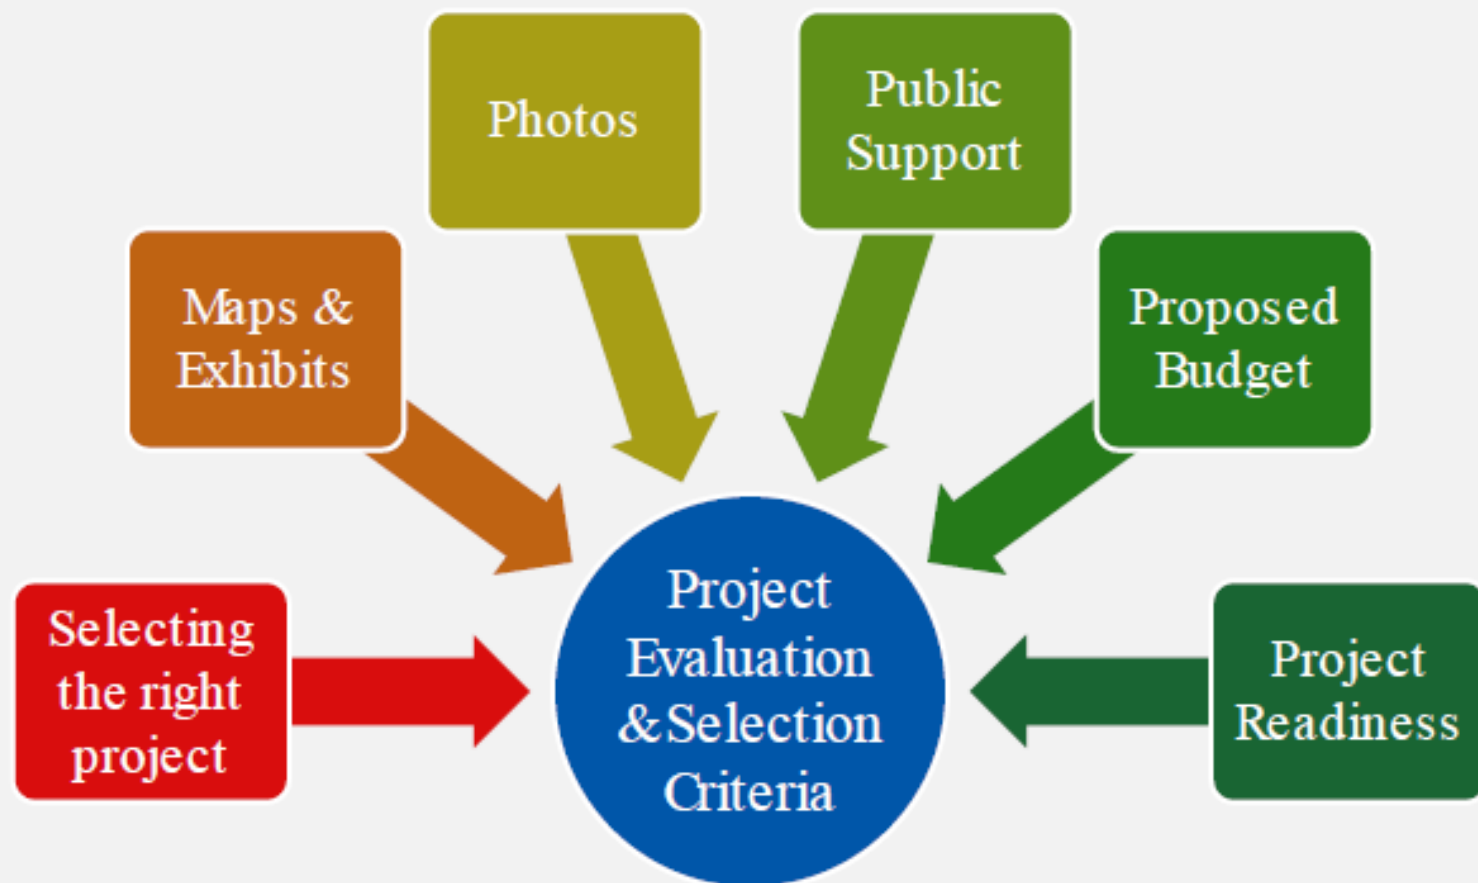 Photos
Public
Support
Maps &
Exhibits
Proposed
Budget
Selecting
the right
project
Project
Evaluation
&Selection
Criteria
Project
Readiness